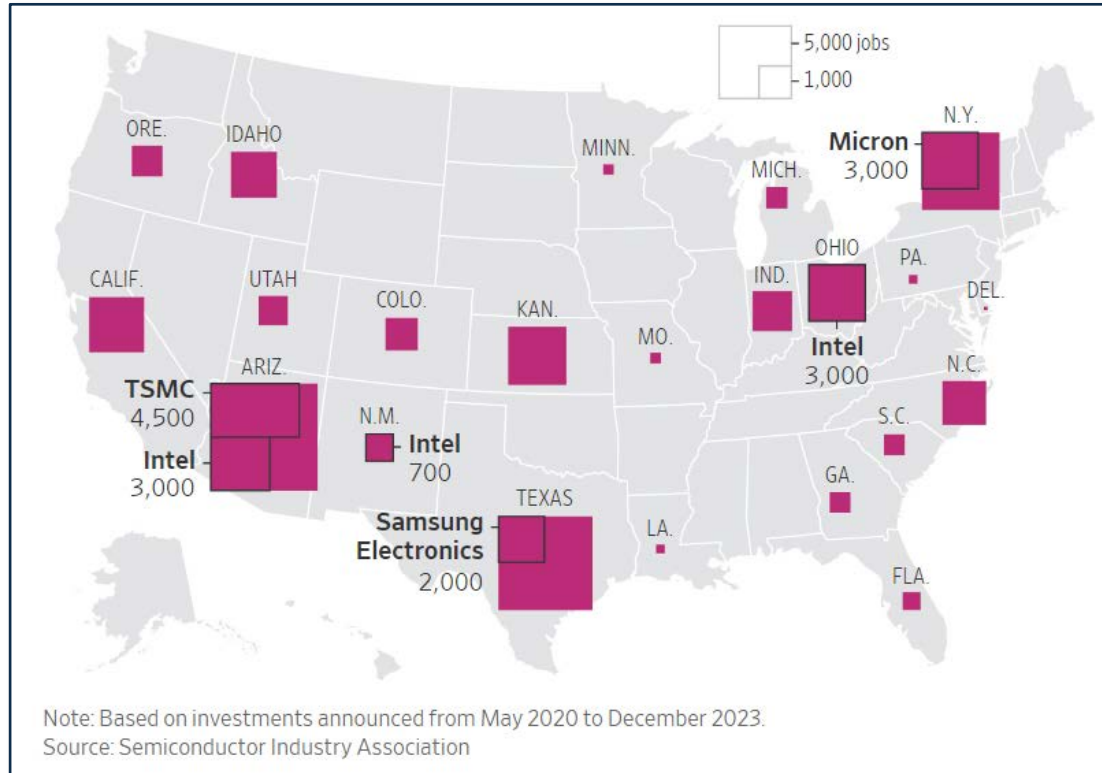 5,000 jobs
1,000
ORE.
IDAHO
MINN.
MICH.
N.Y.
Micron
3,000
CALIF.
UTAH
COLO.
KAN.
MO.
IND.
OHIO
Intel
3,000
PA.
DEL.
ARIZ.
TSMC
4,500
Intel
3,000
N.M.
Intel
700
N.C.
S.C.
GA.
TEXAS
Samsung
Electronics
2,000
LA.
FLA.
Note: Based on investments announced from May 2020 to December 2023.
Source: Semiconductor Industry Association